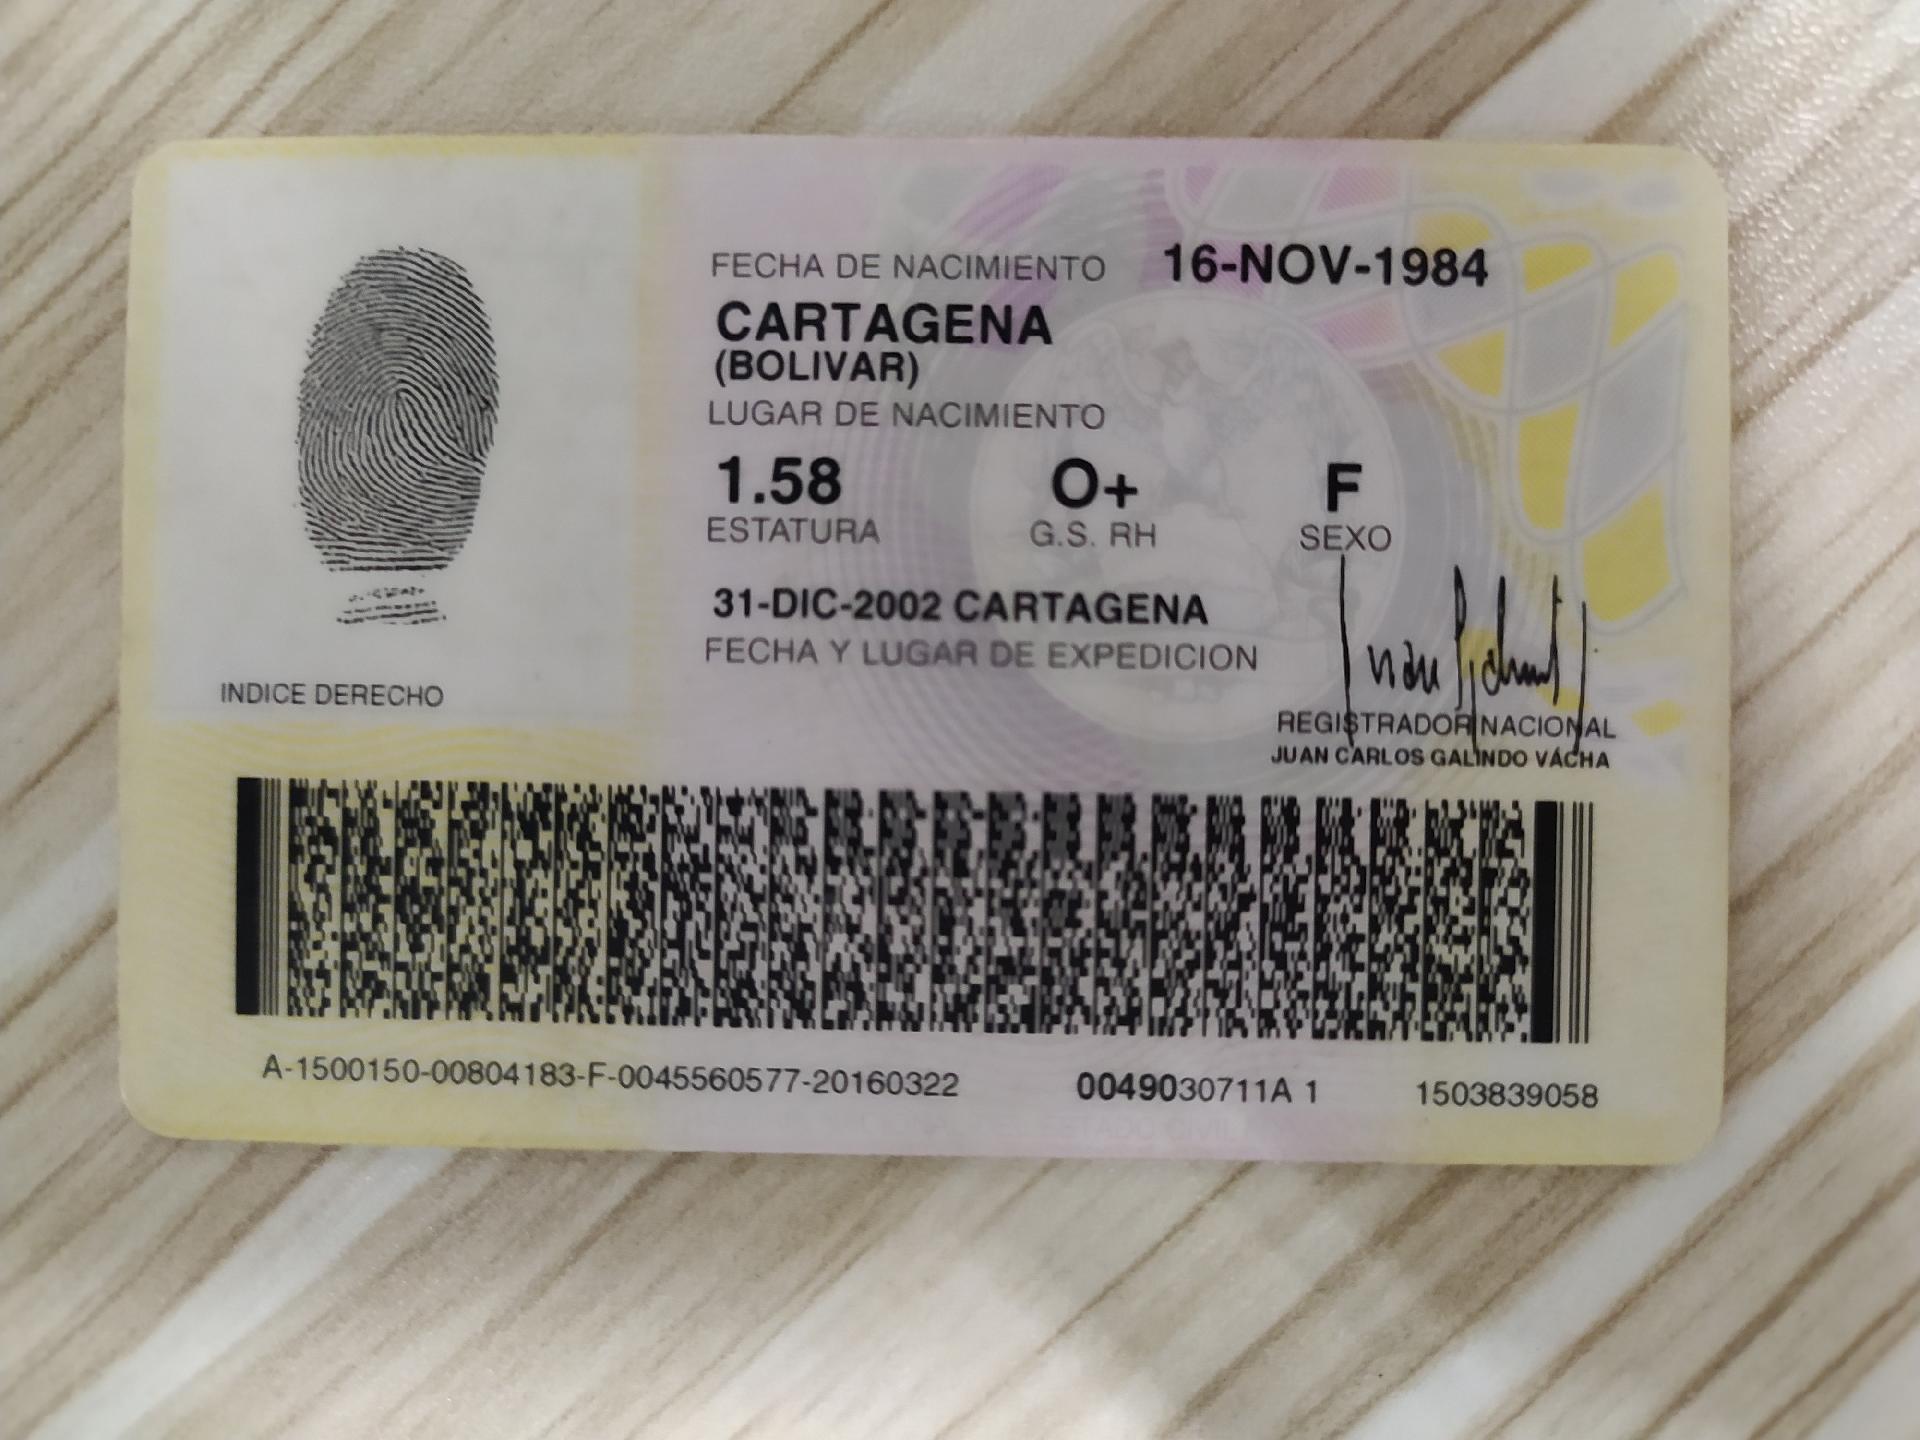 FECHA DE NACIMIENTO 16-NOV-1984
CARTAGENA
(BOLIVAR)
LUGAR DE NACIMIENTO
1.58 O+ F
ESTATURA G.S. RH SEXO
31-DIC-2002 CARTAGENA
FECHA Y LUGAR DE EXPEDICION
INDICE DERECHO
REGISTRADOR NACIONAL
JUAN CARLOS GALINDO VACHA
A-1500150-00804183-F-0045560577-20160322 0049030711A 1 1503839058